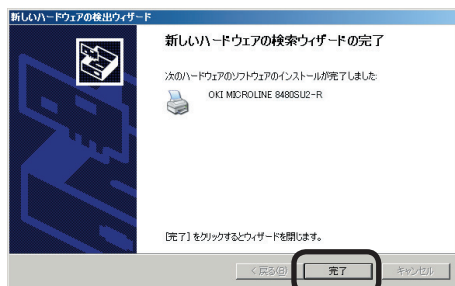 新しいハードウェアの検出ウィザード
新しいハードウェアの検索ウィザードの完了
次のハードウェアのソフトウェアのインストールが完了しました:
OKI MICROLINE 8480SU2-R
[完了] をクリックするとウィザードを閉じます。
< 戻る(B)
完了
キャンセル